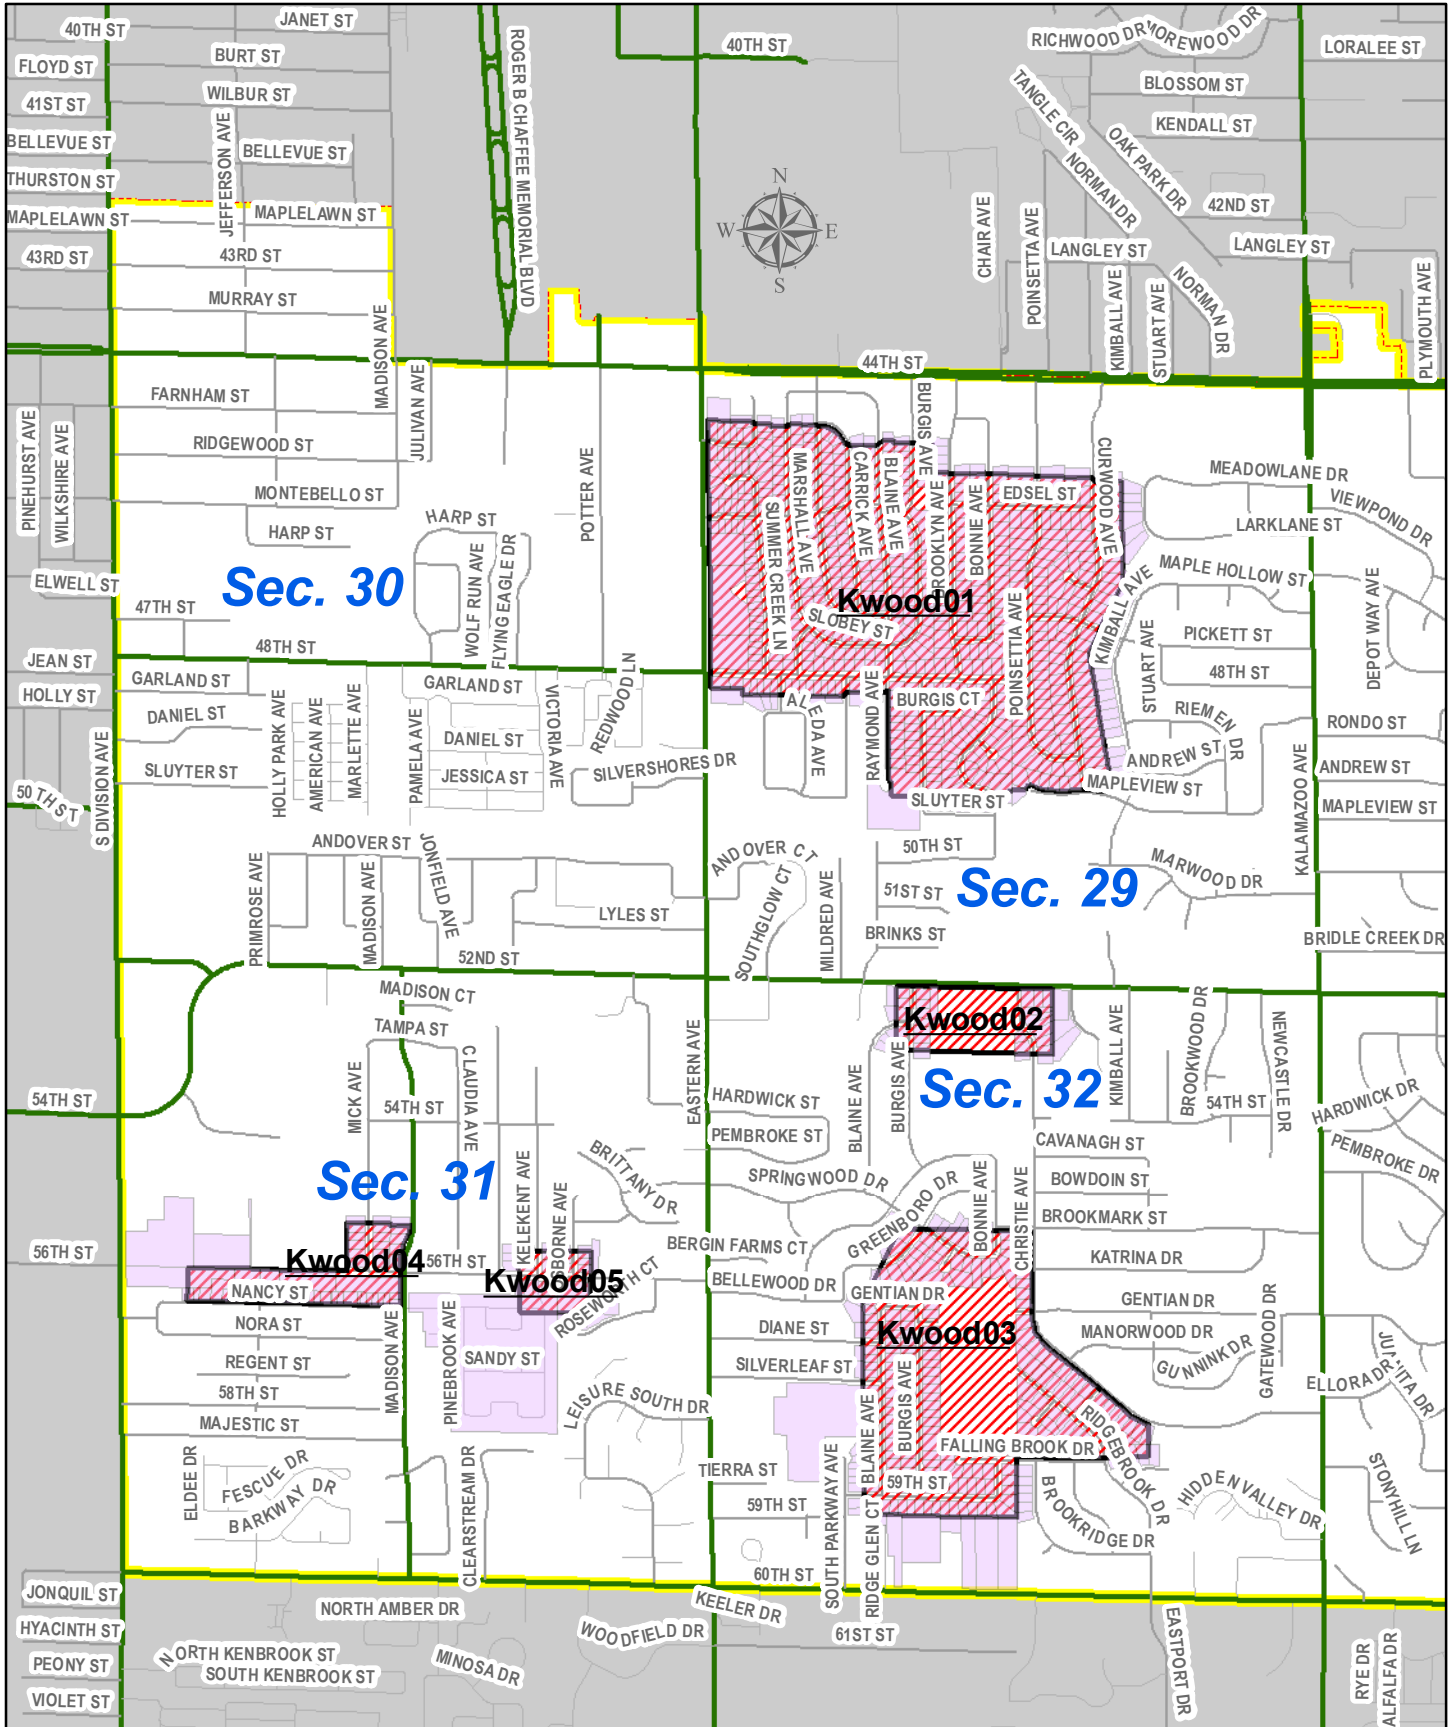 JANET ST
40TH ST
40TH ST
RICHWOOD DR
MOREWOOD DR
LORALEE ST
BURT ST
FLOYD ST
WILBUR ST
41ST ST
BLOSSOM ST
KENDALL ST
TANGLE CIR
OAK PARK DR
NORMAN DR
BELLEVUE ST
BELLEVUE ST
JEFFERSON AVE
ROGER B CHAFFEE MEMORIAL BLVD
THURSTON ST
MAPLELAWN ST
MAPLELAWN ST
42ND ST
LANGLEY ST
LANGLEY ST
43RD ST
43RD ST
N
W
E
S
CHAIR AVE
POINSETTA AVE
KIMBALL AVE
STUART AVE
NORMAN DR
PLYMOUTH AVE
MURRAY ST
MADISON AVE
44TH ST
FARNHAM ST
JULIVAN AVE
BURGIS AVE
PINEHURST AVE
WILKSHIRE AVE
RIDGEWOOD ST
POTTER AVE
MARSHALL AVE
CARRICK AVE
BLAINE AVE
BROOKLYN AVE
BONNIE AVE
EDSEL ST
CURWOOD AVE
MEADOWLANE DR
VIEWPOND DR
MONTEBELLO ST
HARP ST
HARP ST
LARKLANE ST
SUMMER CREEK LN
WOLF RUN AVE
FLYING EAGLE DR
MAPLE HOLLOW ST
KIMBALL AVE
DEPOT WAY AVE
ELWELL ST
Sec. 30
Kwood01
47TH ST
SLOBEY ST
POINSETTIA AVE
STUART AVE
PICKETT ST
48TH ST
48TH ST
JEAN ST
GARLAND ST
GARLAND ST
HOLLY ST
REDWOOD LN
VICTORIA AVE
ALEDA AVE
RAYMOND AVE
BURGIS CT
RIEMEN DR
RONDO ST
DANIEL ST
DANIEL ST
HOLLY PARK AVE
AMERICAN AVE
MARLETTE AVE
PAMELA AVE
SLUYTER ST
JESSICA ST
SILVERSHORES DR
ANDREW ST
ANDREW ST
MAPLEVIEW ST
MAPLEVIEW ST
KALAMAZOO AVE
50TH ST
S DIVISION AVE
SLUYTER ST
ANDOVER ST
ANDOVER CT
50TH ST
MARWOOD DR
PRIMROSE AVE
MADISON AVE
JONFIELD AVE
LYLES ST
SOUTHGLOW CT
MILDRED AVE
51ST ST
Sec. 29
BRINKS ST
BRIDLE CREEK DR
52ND ST
MADISON CT
TAMPA ST
Kwood02
EASTERN AVE
MICK AVE
CLAUDIA AVE
BLAINE AVE
BURGIS AVE
Sec. 32
KIMBALL AVE
BROOKWOOD DR
NEWCASTLE DR
54TH ST
54TH ST
54TH ST
HARDWICK ST
HARDWICK DR
PEMBROKE ST
PEMBROKE DR
CAVANAGH ST
Sec. 31
KELEKENT AVE
BRITTANY DR
SPRINGWOOD DR
BOWDOIN ST
GREENBORO DR
BONNIE AVE
CHRISTIE AVE
BROOKMARK ST
56TH ST
Kwood04
56TH ST
BERGIN FARMS CT
KATRINA DR
Kwood05
BELLEWOOD DR
GENTIAN DR
GENTIAN DR
NANCY ST
ROSEWORTH CT
NORA ST
DIANE ST
Kwood03
MANORWOOD DR
GATEWOOD DR
JUANITA DR
REGENT ST
MADISON AVE
PINEBROOK AVE
SANDY ST
SILVERLEAF ST
GUNNINK DR
ELLORA DR
58TH ST
MAJESTIC ST
LEISURE SOUTH DR
BLAINE AVE
BURGIS AVE
RIDGEBROOK DR
FALLING BROOK DR
STONYHILL LN
ELDEE DR
FESCUE DR
BARKWAY DR
CLEARSTREAM DR
TIERRA ST
59TH ST
59TH ST
SOUTH PARKWAY AVE
RIDGE GLEN CT
BROOKRIDGE DR
HIDDEN VALLEY DR
60TH ST
JONQUIL ST
NORTH AMBER DR
KEELER DR
EASTPORT DR
HYACINTH ST
WOODFIELD DR
61ST ST
PEONY ST
NORTH KENBROOK ST
SOUTH KENBROOK ST
MINOSA DR
RYE DR
ALFALFA DR
VIOLET ST